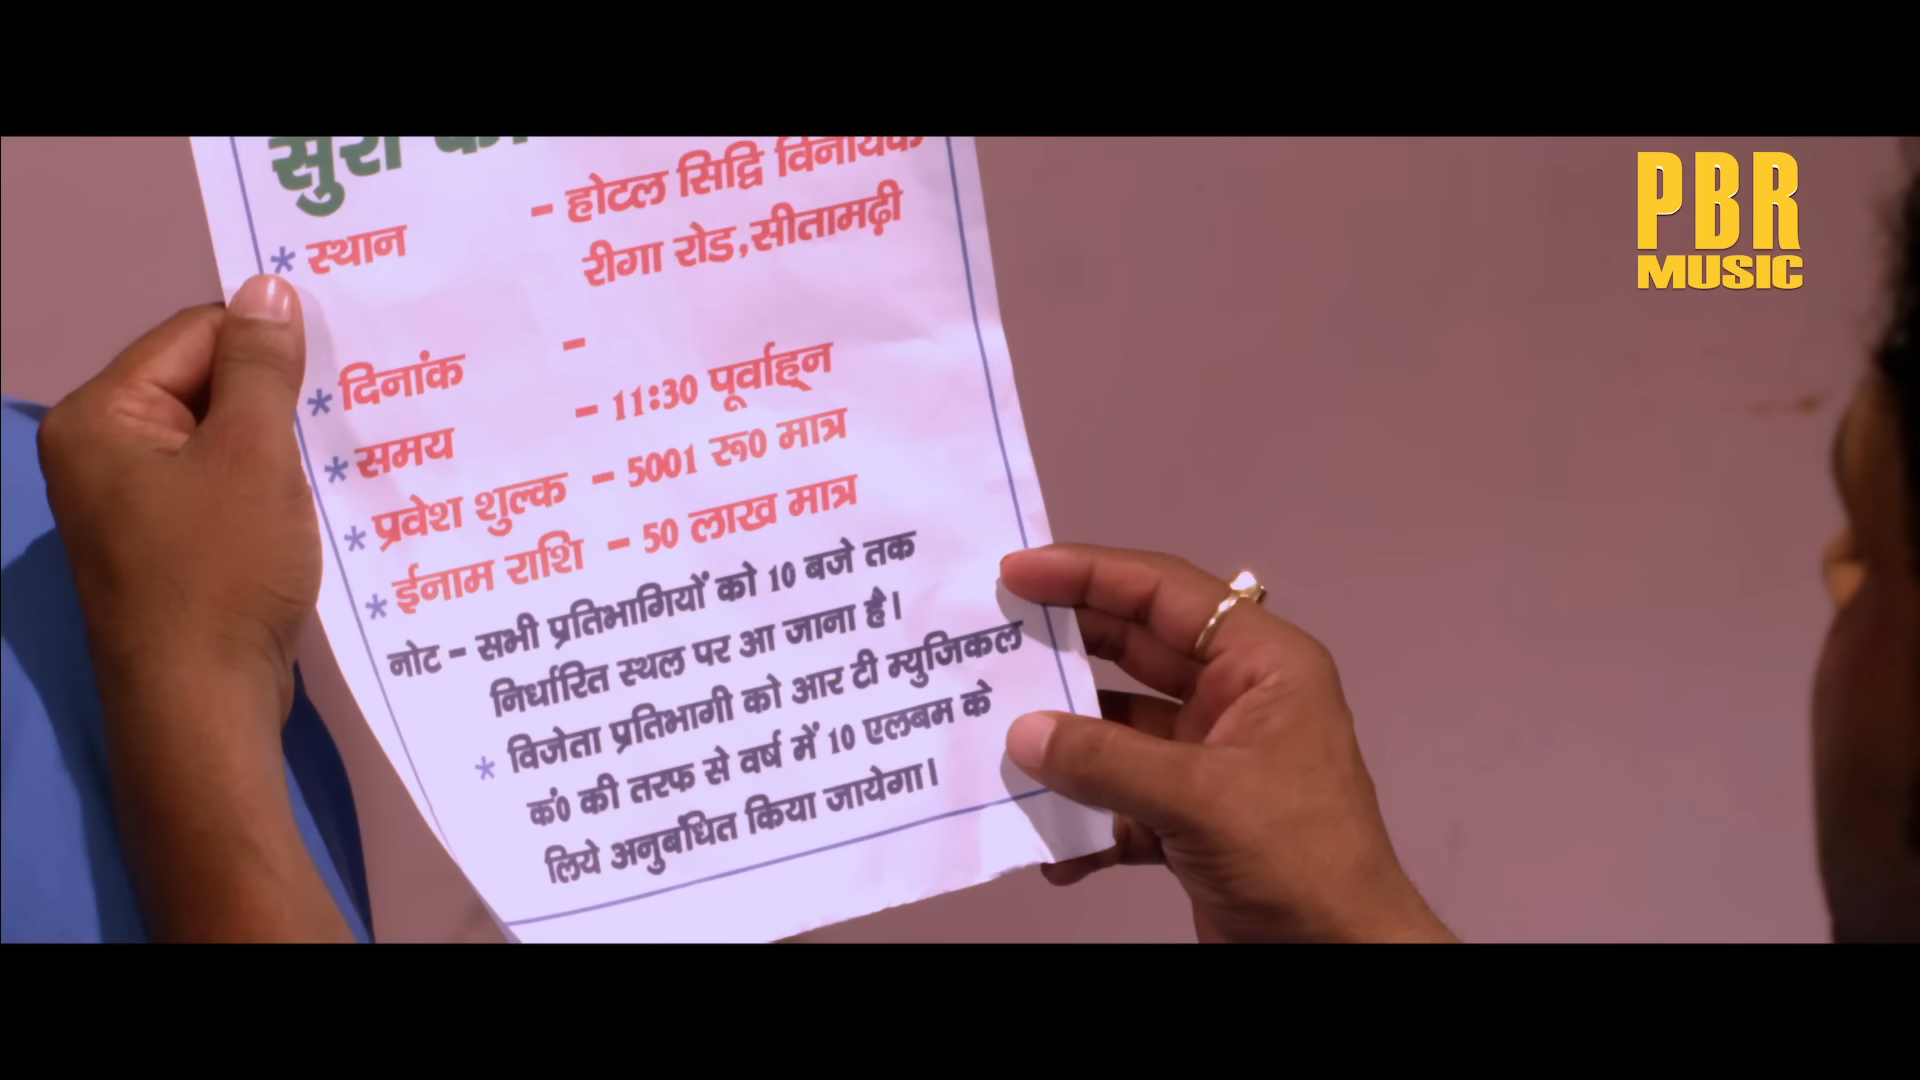 सुरों
* स्थान - होटल सिद्वि विनायक
रीगा रोड,सीतामढ़ी
* दिनांक -
* समय - 11:30 पूर्वाह्न
* प्रवेश शुल्क - 5001 रू0 मात्र
* ईनाम राशि - 50 लाख मात्र
नोट - सभी प्रतिभागियों को 10 बजे तक
निर्धारित स्थल पर आ जाना है।
* विजेता प्रतिभागी को आर टी म्युजिकल
कं0 की तरफ से वर्ष में 10 एलबम के
लिये अनुबंधित किया जायेगा।
PBR
MUSIC